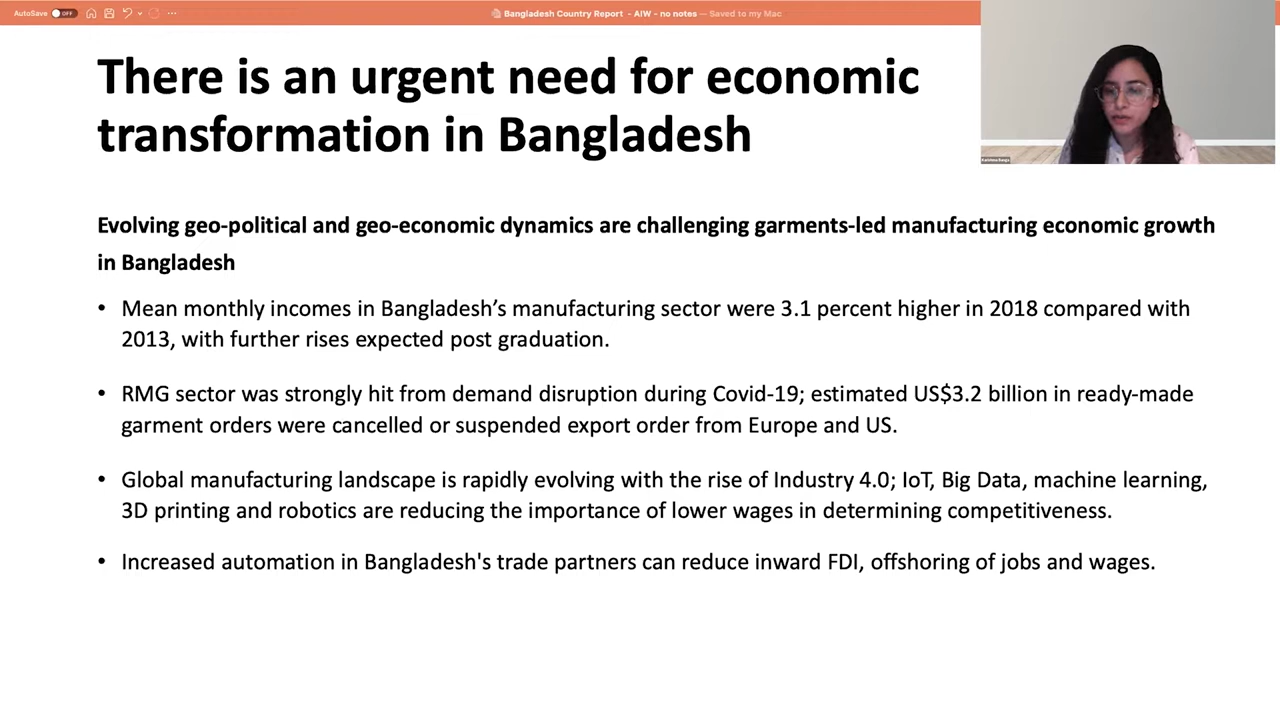 AutoSave OFF
Bangladesh Country Report - AIW - no notes — Saved to my Mac
There is an urgent need for economic
transformation in Bangladesh
Evolving geo-political and geo-economic dynamics are challenging garments-led manufacturing economic growth
in Bangladesh
• Mean monthly incomes in Bangladesh’s manufacturing sector were 3.1 percent higher in 2018 compared with
2013, with further rises expected post graduation.
• RMG sector was strongly hit from demand disruption during Covid-19; estimated US$3.2 billion in ready-made
garment orders were cancelled or suspended export order from Europe and US.
• Global manufacturing landscape is rapidly evolving with the rise of Industry 4.0; IoT, Big Data, machine learning,
3D printing and robotics are reducing the importance of lower wages in determining competitiveness.
• Increased automation in Bangladesh's trade partners can reduce inward FDI, offshoring of jobs and wages.